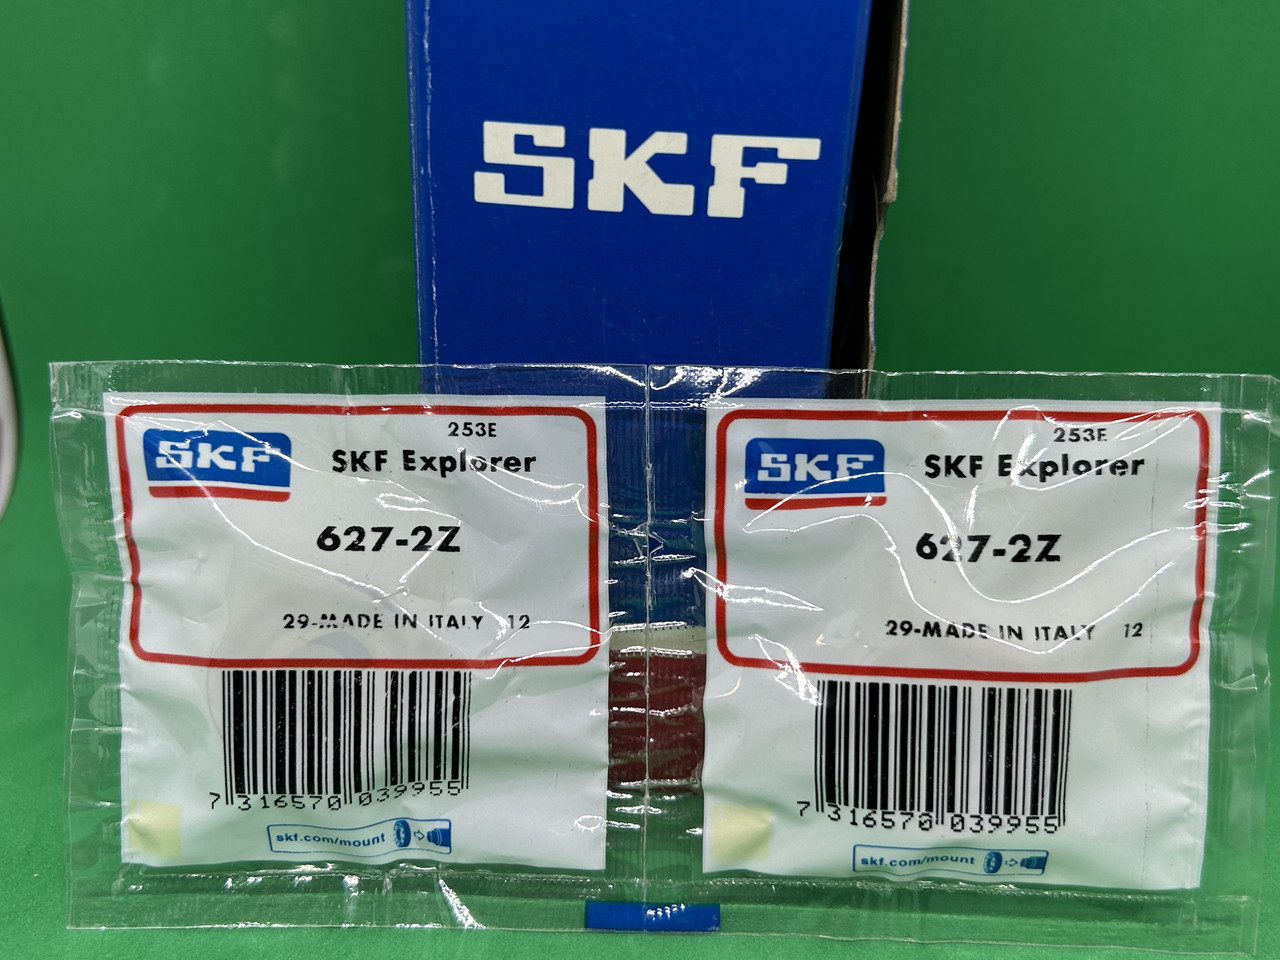 SKF
253E
SKF
SKF Explorer
627-2Z
29-MADE IN ITALY 12
7 316570 039955
skf.com/mount
253E
SKF
SKF Explorer
627-2Z
29-MADE IN ITALY 12
7 316570 039955
skf.com/mount